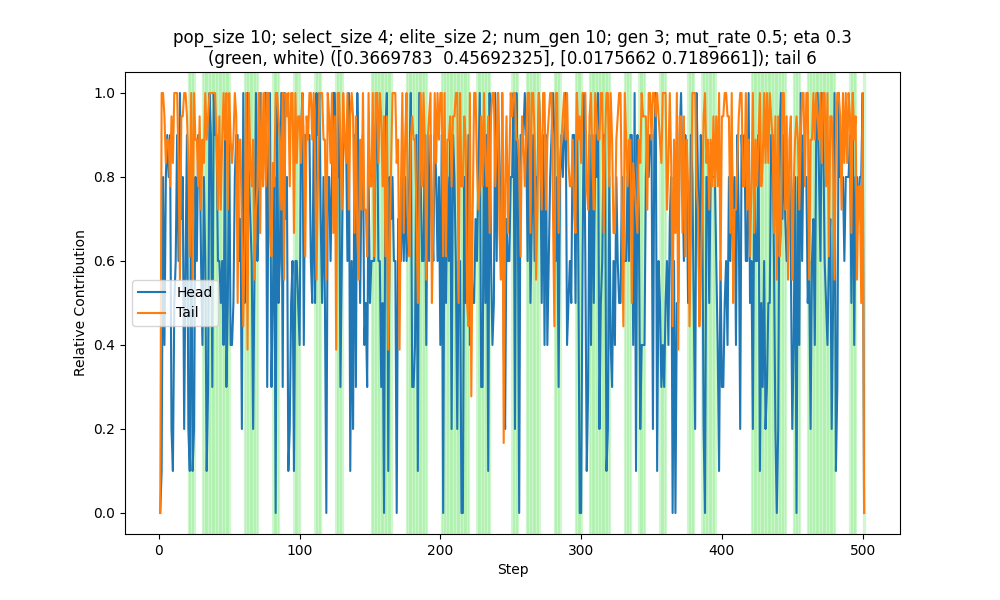 pop_size 10; select_size 4; elite_size 2; num_gen 10; gen 3; mut_rate 0.5; eta 0.3
(green, white) ([0.3669783  0.45692325], [0.0175662 0.7189661]); tail 6
1.0
0.8
0.6
0.4
0.2
0.0
Relative Contribution
Head
Tail
0
100
200
300
400
500
Step